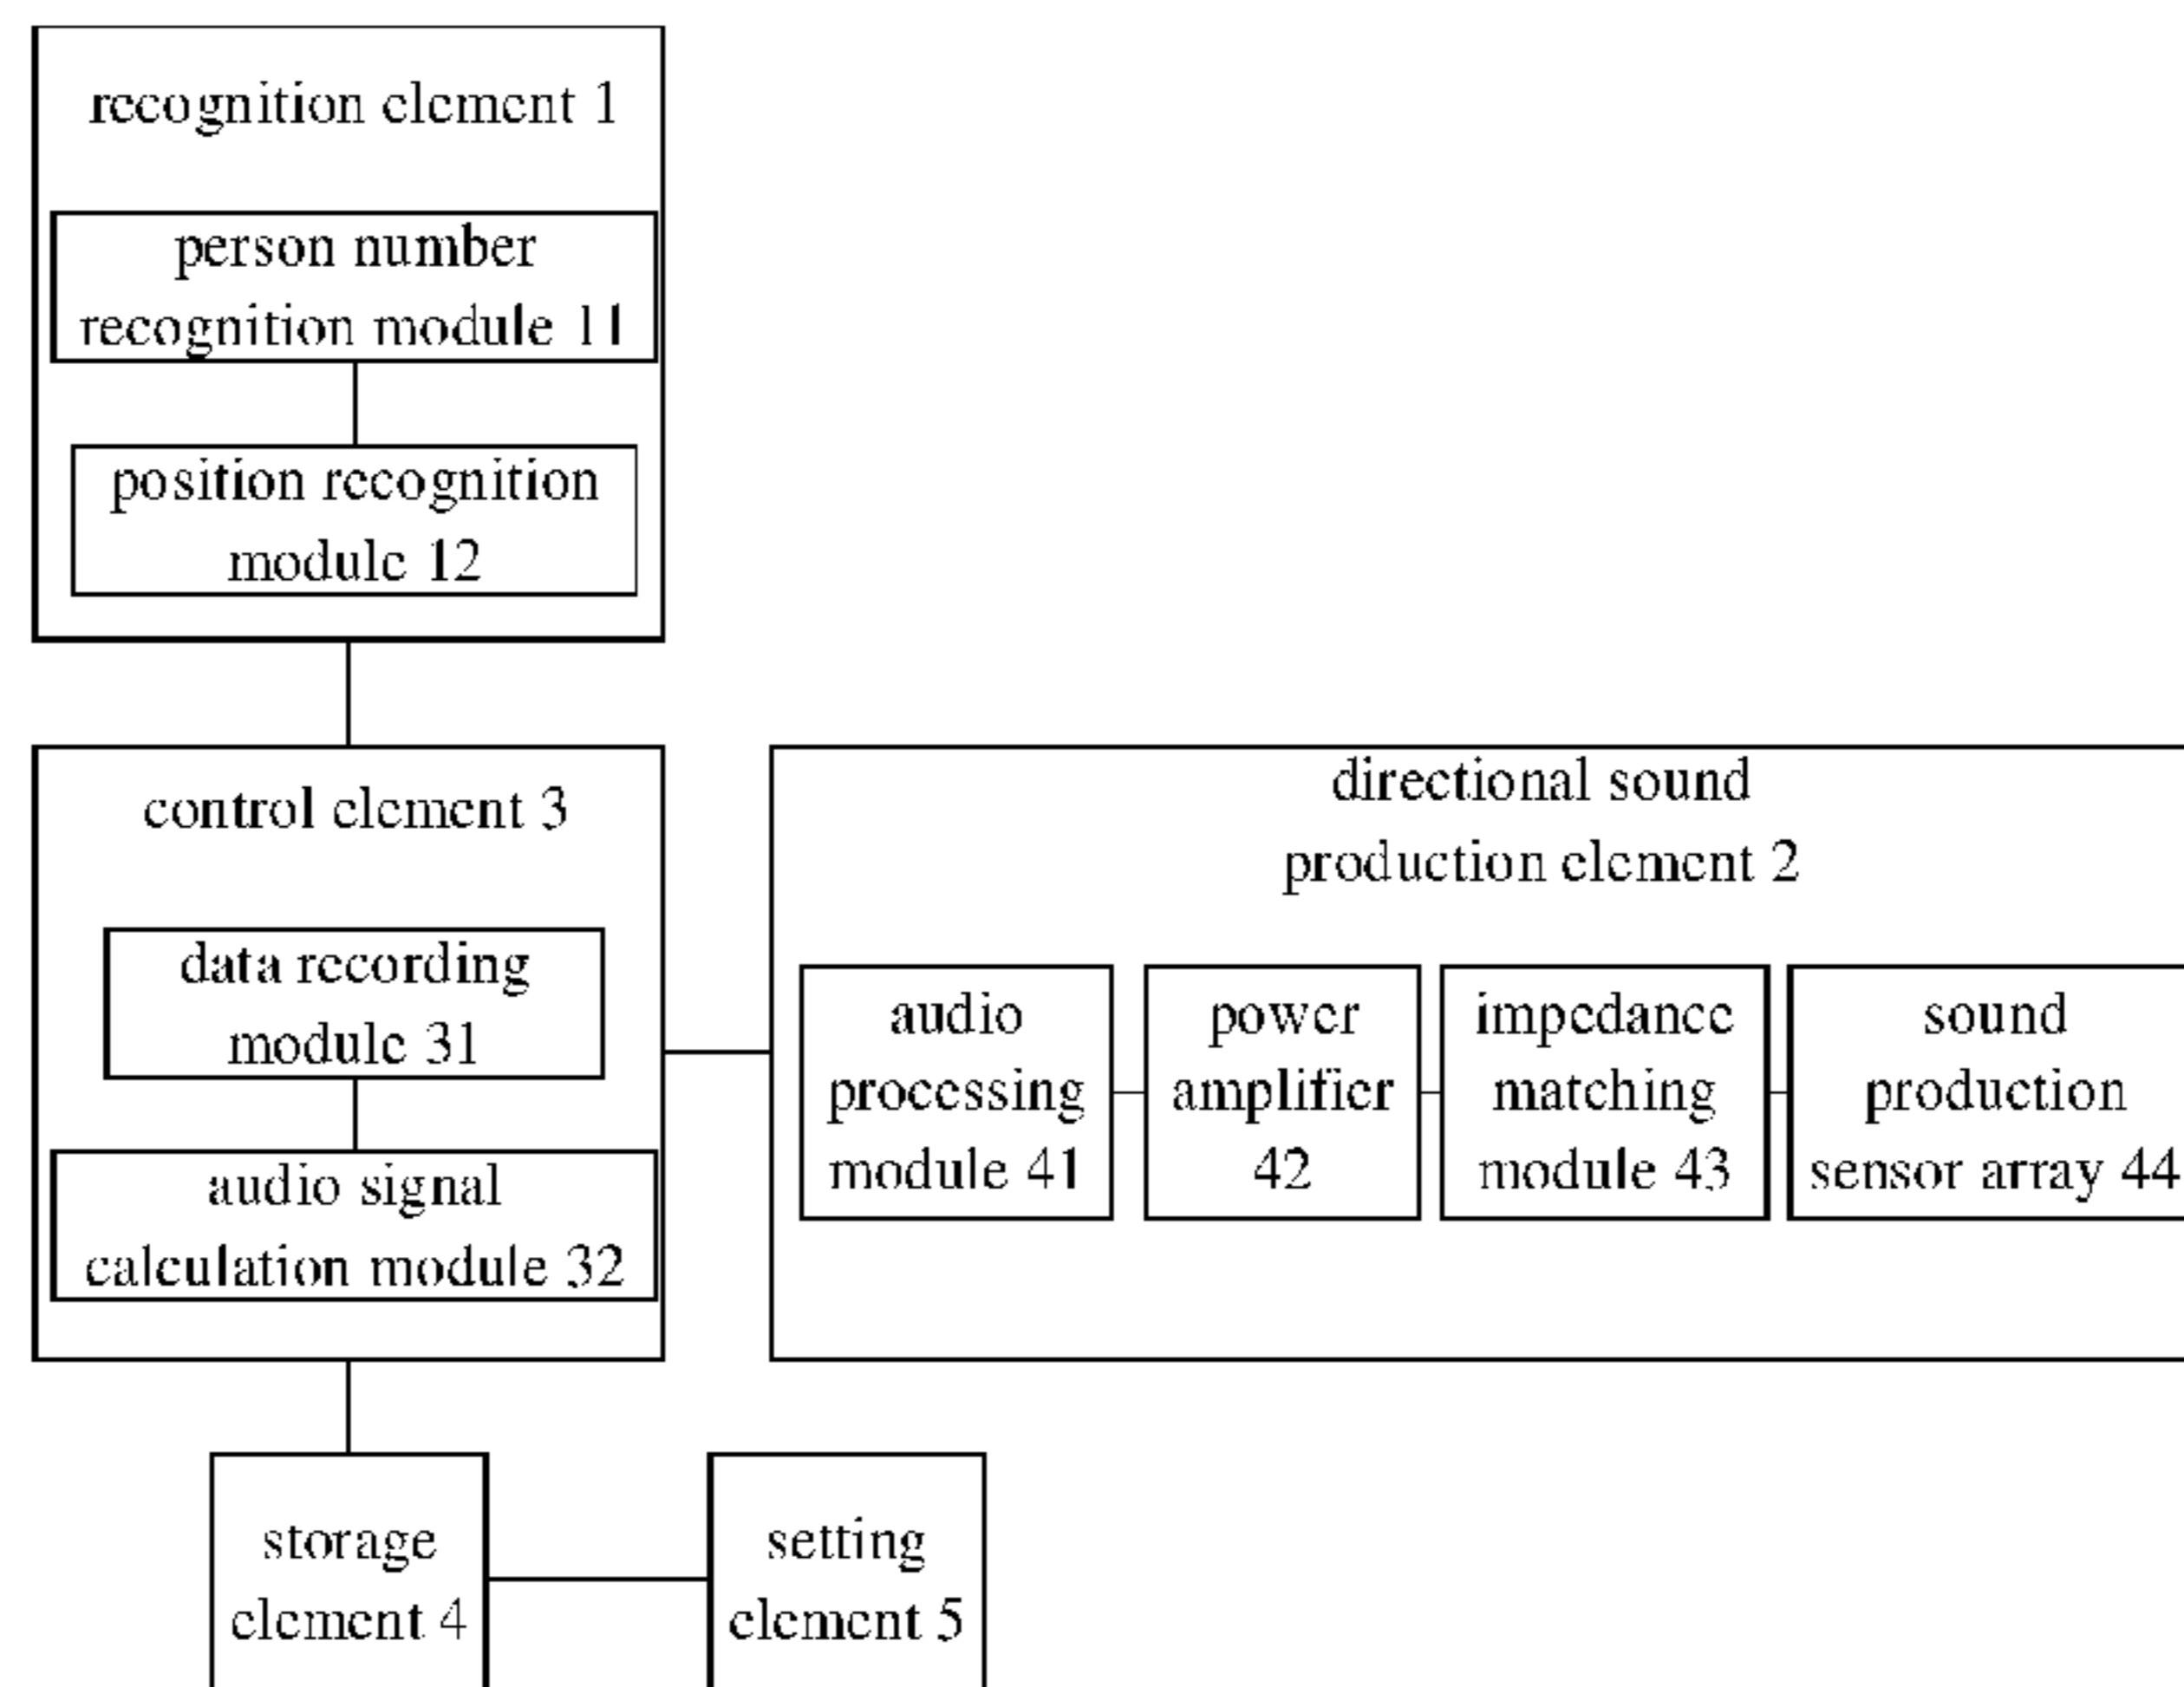 recognition element 1
person number
recognition module 11
position recognition
module 12
control element 3
data recording
module 31
audio signal
calculation module 32
directional sound
production element 2
audio
processing
module 41
power
amplifier
42
impedance
matching
module 43
sound
production
sensor array 44
storage
element 4
setting
element 5